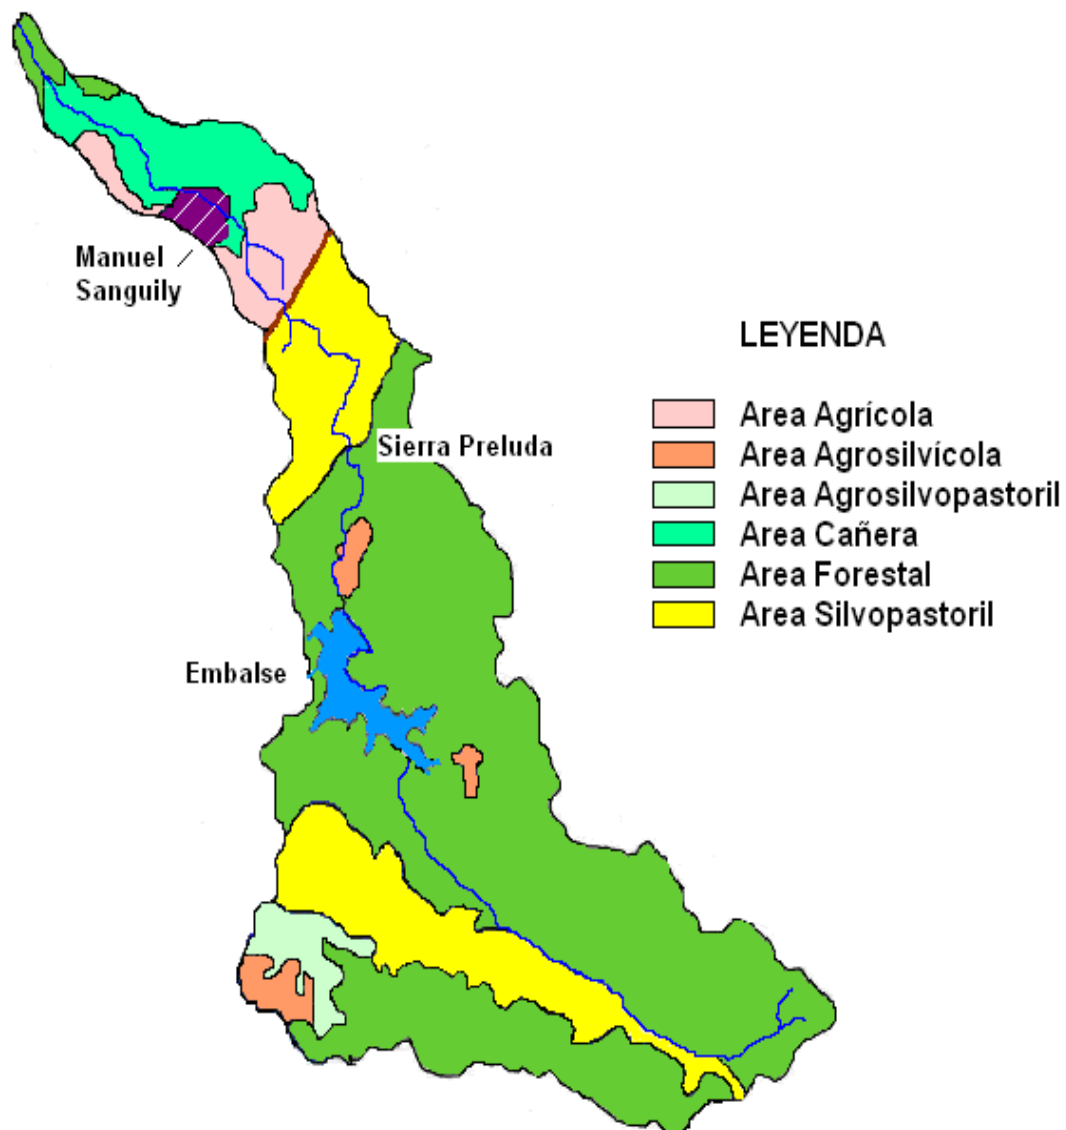 Manuel
Sanguily
Sierra Preluda
Embalse
LEYENDA
Area Agrícola
Area Agrosilvícola
Area Agrosilvopastoril
Area Cañera
Area Forestal
Area Silvopastoril